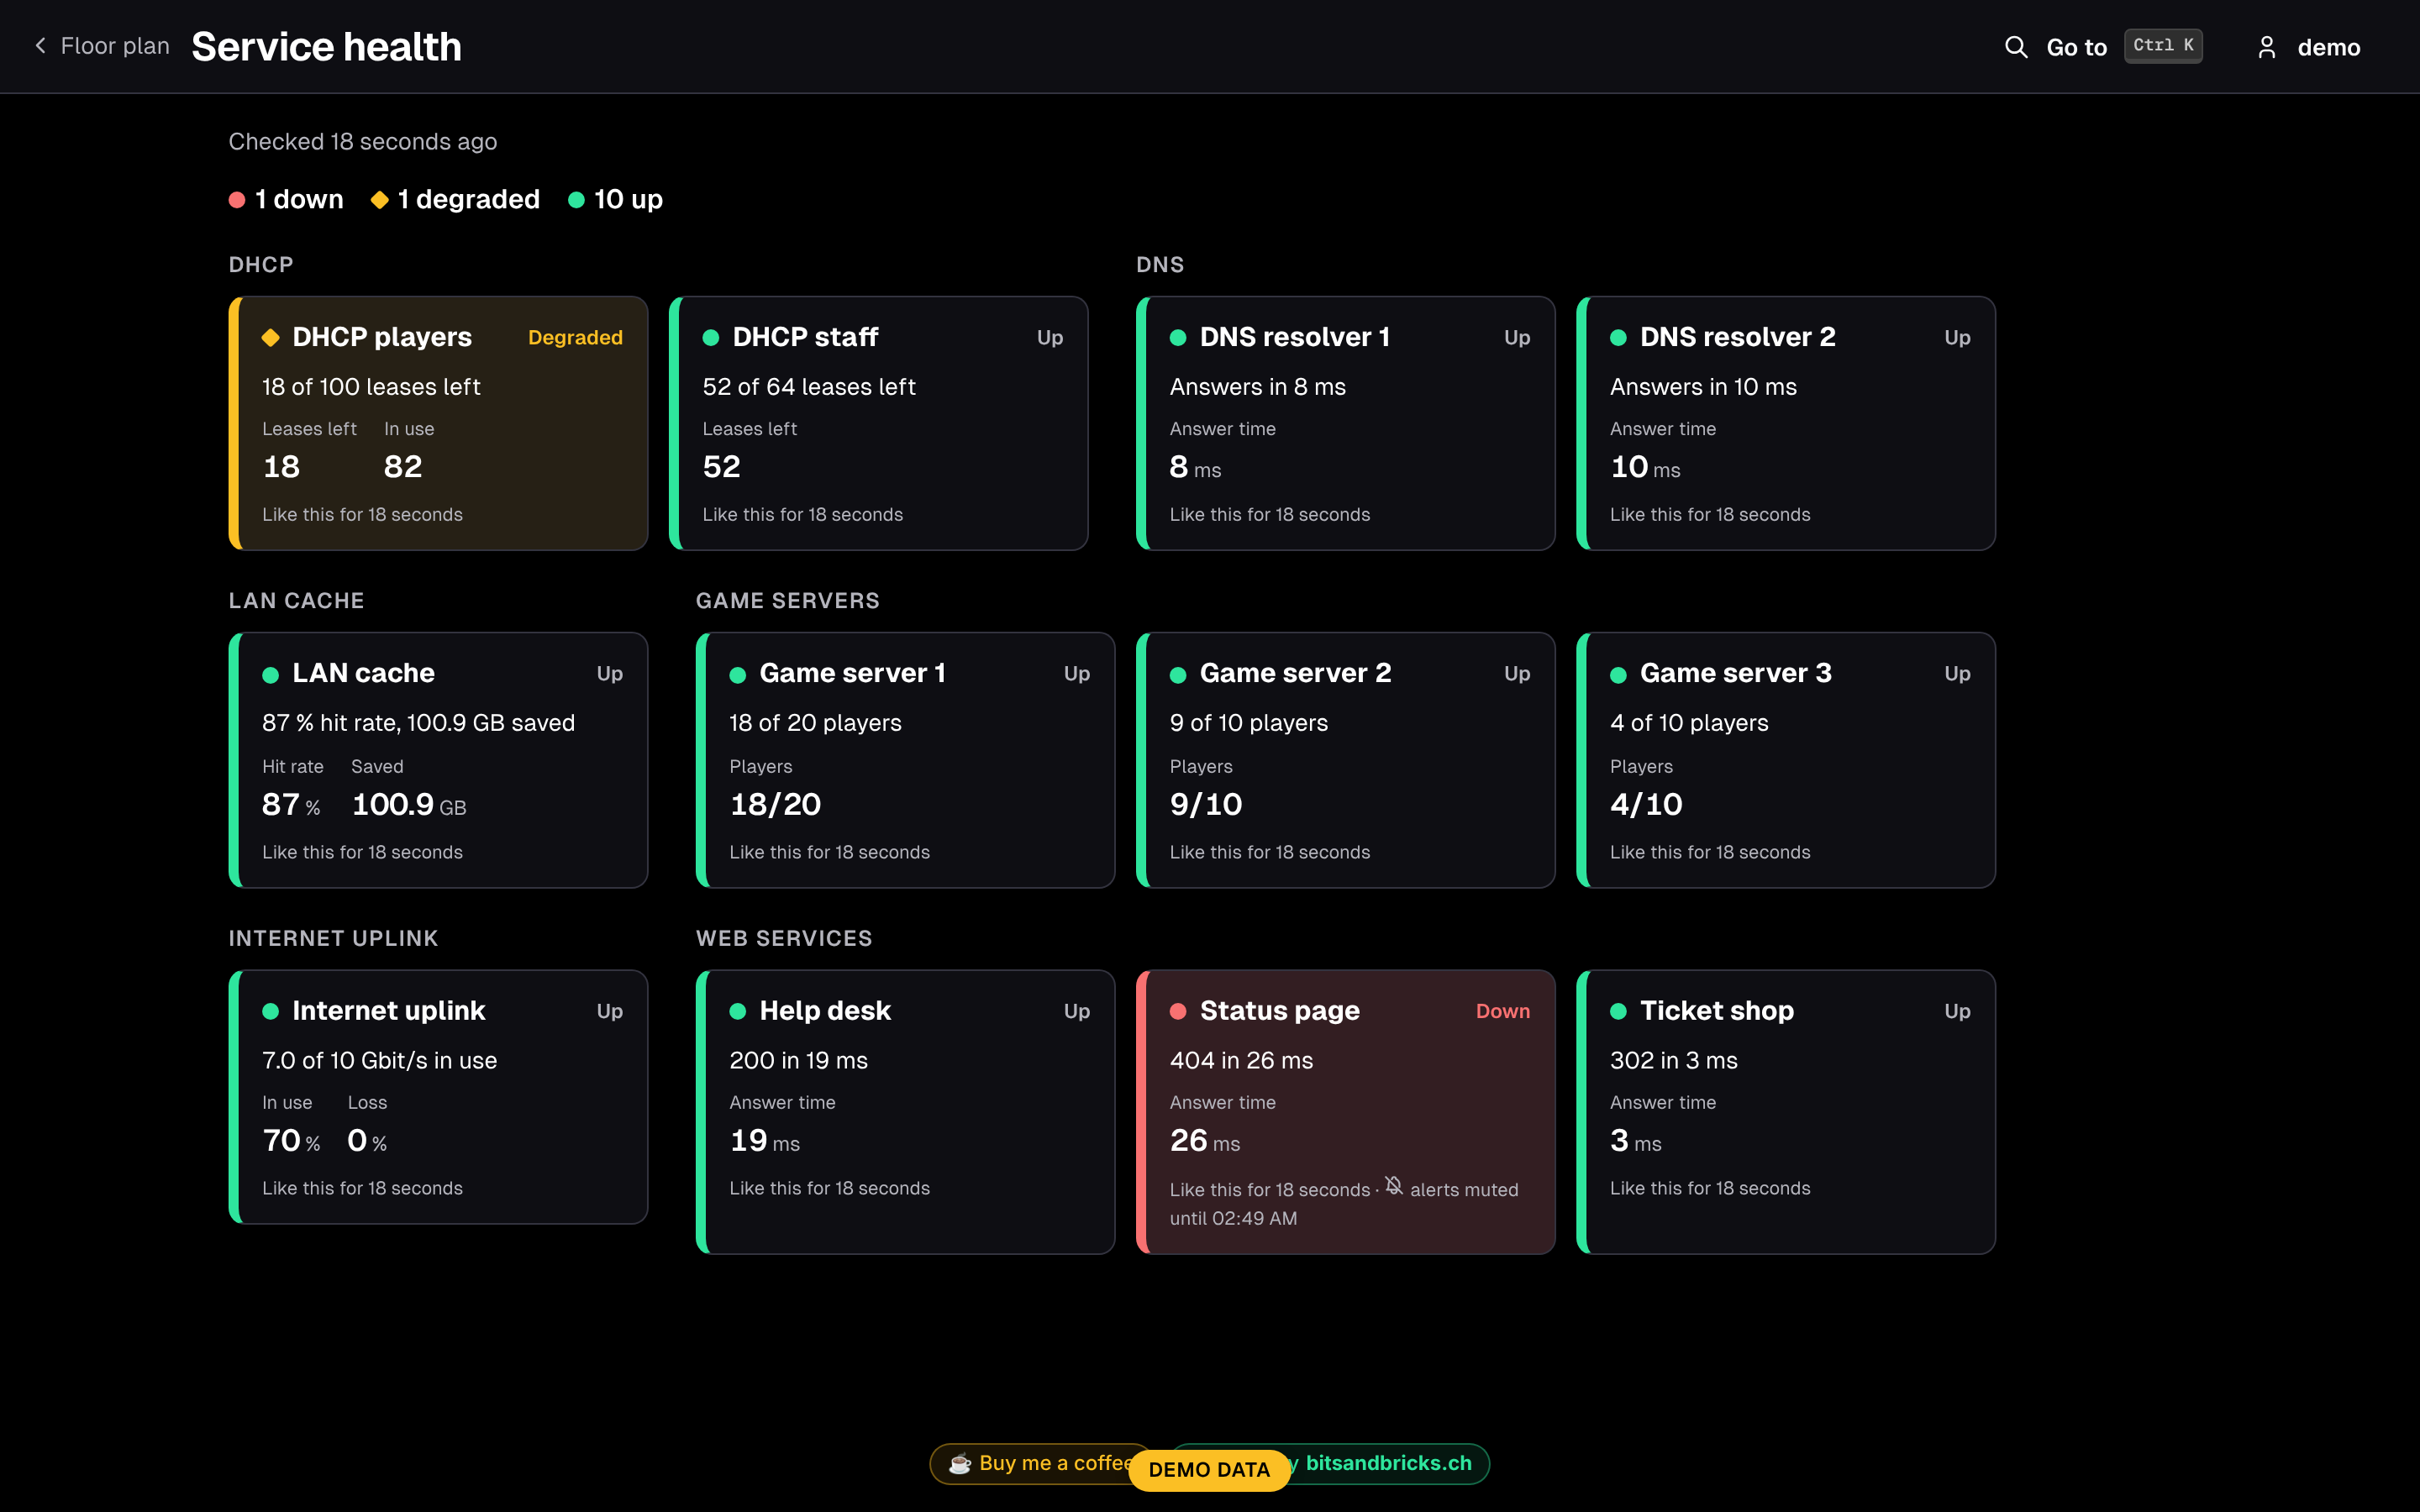 Floor plan
Service health
Go to
Ctrl K
demo
Checked 18 seconds ago
1 down
1 degraded
10 up
DHCP
DHCP players
Degraded
18 of 100 leases left
Leases left
In use
18
82
Like this for 18 seconds
DHCP staff
Up
52 of 64 leases left
Leases left
52
Like this for 18 seconds
DNS
DNS resolver 1
Up
Answers in 8 ms
Answer time
8 ms
Like this for 18 seconds
DNS resolver 2
Up
Answers in 10 ms
Answer time
10 ms
Like this for 18 seconds
LAN CACHE
LAN cache
Up
87 % hit rate, 100.9 GB saved
Hit rate
Saved
87 %
100.9 GB
Like this for 18 seconds
GAME SERVERS
Game server 1
Up
18 of 20 players
Players
18/20
Like this for 18 seconds
Game server 2
Up
9 of 10 players
Players
9/10
Like this for 18 seconds
Game server 3
Up
4 of 10 players
Players
4/10
Like this for 18 seconds
INTERNET UPLINK
Internet uplink
Up
7.0 of 10 Gbit/s in use
In use
Loss
70 %
0 %
Like this for 18 seconds
WEB SERVICES
Help desk
Up
200 in 19 ms
Answer time
19 ms
Like this for 18 seconds
Status page
Down
404 in 26 ms
Answer time
26 ms
Like this for 18 seconds · alerts muted
until 02:49 AM
Ticket shop
Up
302 in 3 ms
Answer time
3 ms
Like this for 18 seconds
Buy me a coffee
DEMO DATA
bitsandbricks.ch